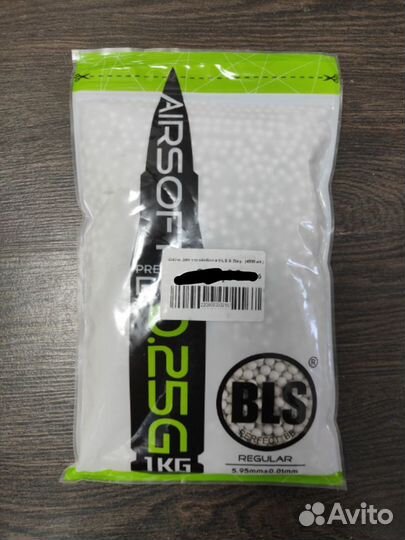 AIRSOFT
PRE
0.25G
1KG
BLS
®
PERFECT BB
REGULAR
5.95mm±0.01mm
Avito